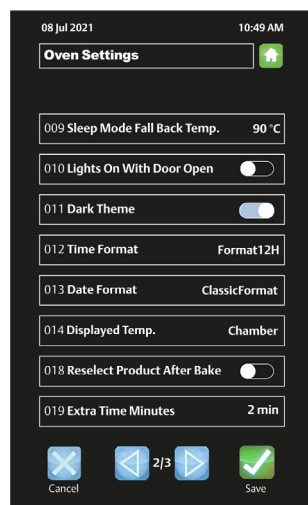 08 Jul 2021 10:49 AM
Oven Settings
009 Sleep Mode Fall Back Temp. 90 °C
010 Lights On With Door Open
011 Dark Theme
012 Time Format Format12H
013 Date Format ClassicFormat
014 Displayed Temp. Chamber
018 Reselect Product After Bake
019 Extra Time Minutes 2 min
2/3
Cancel Save